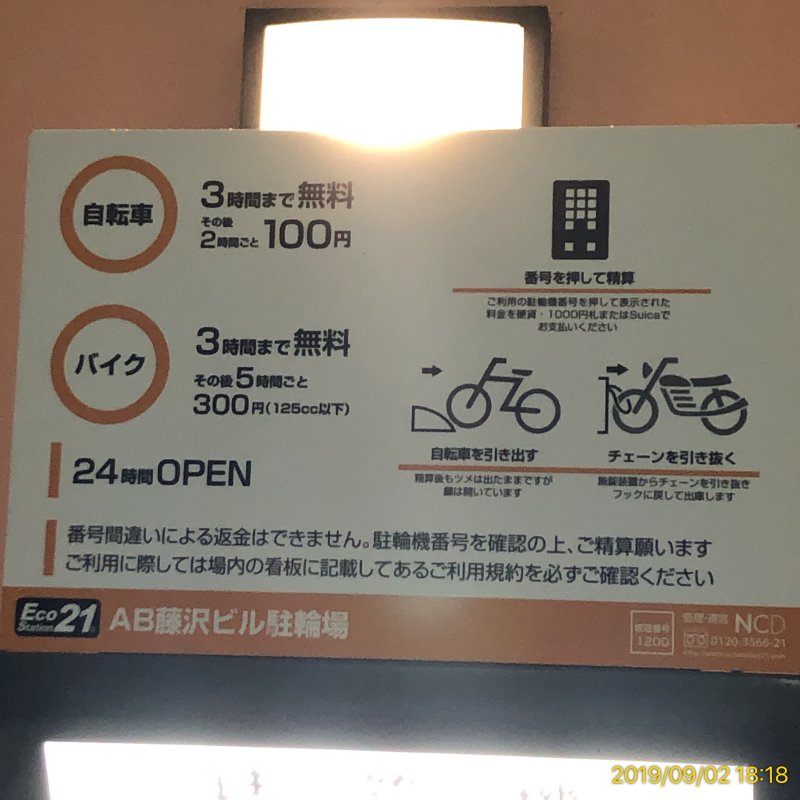 自転車
3時間まで無料
その後
2時間ごと100円
バイク
3時間まで無料
その後5時間ごと
300円(125cc以下)
24時間OPEN
番号を押して精算
ご利用の駐輪機番号を押して表示された
料金を硬貨・1000円札またはSuicaで
お支払いください
自転車を引き出す
精算後もツメは出たままですが
鍵は開いています
チェーンを引き抜く
施錠装置からチェーンを引き抜き
フックに戻して出庫します
番号間違いによる返金はできません。駐輪機番号を確認の上、ご精算願います
ご利用に際しては場内の看板に記載してあるご利用規約を必ずご確認ください
Eco Station 21
AB藤沢ビル駐輪場
管理番号
1200
管理・運営 NCD
0120-3566-21
2019/09/02 18:18